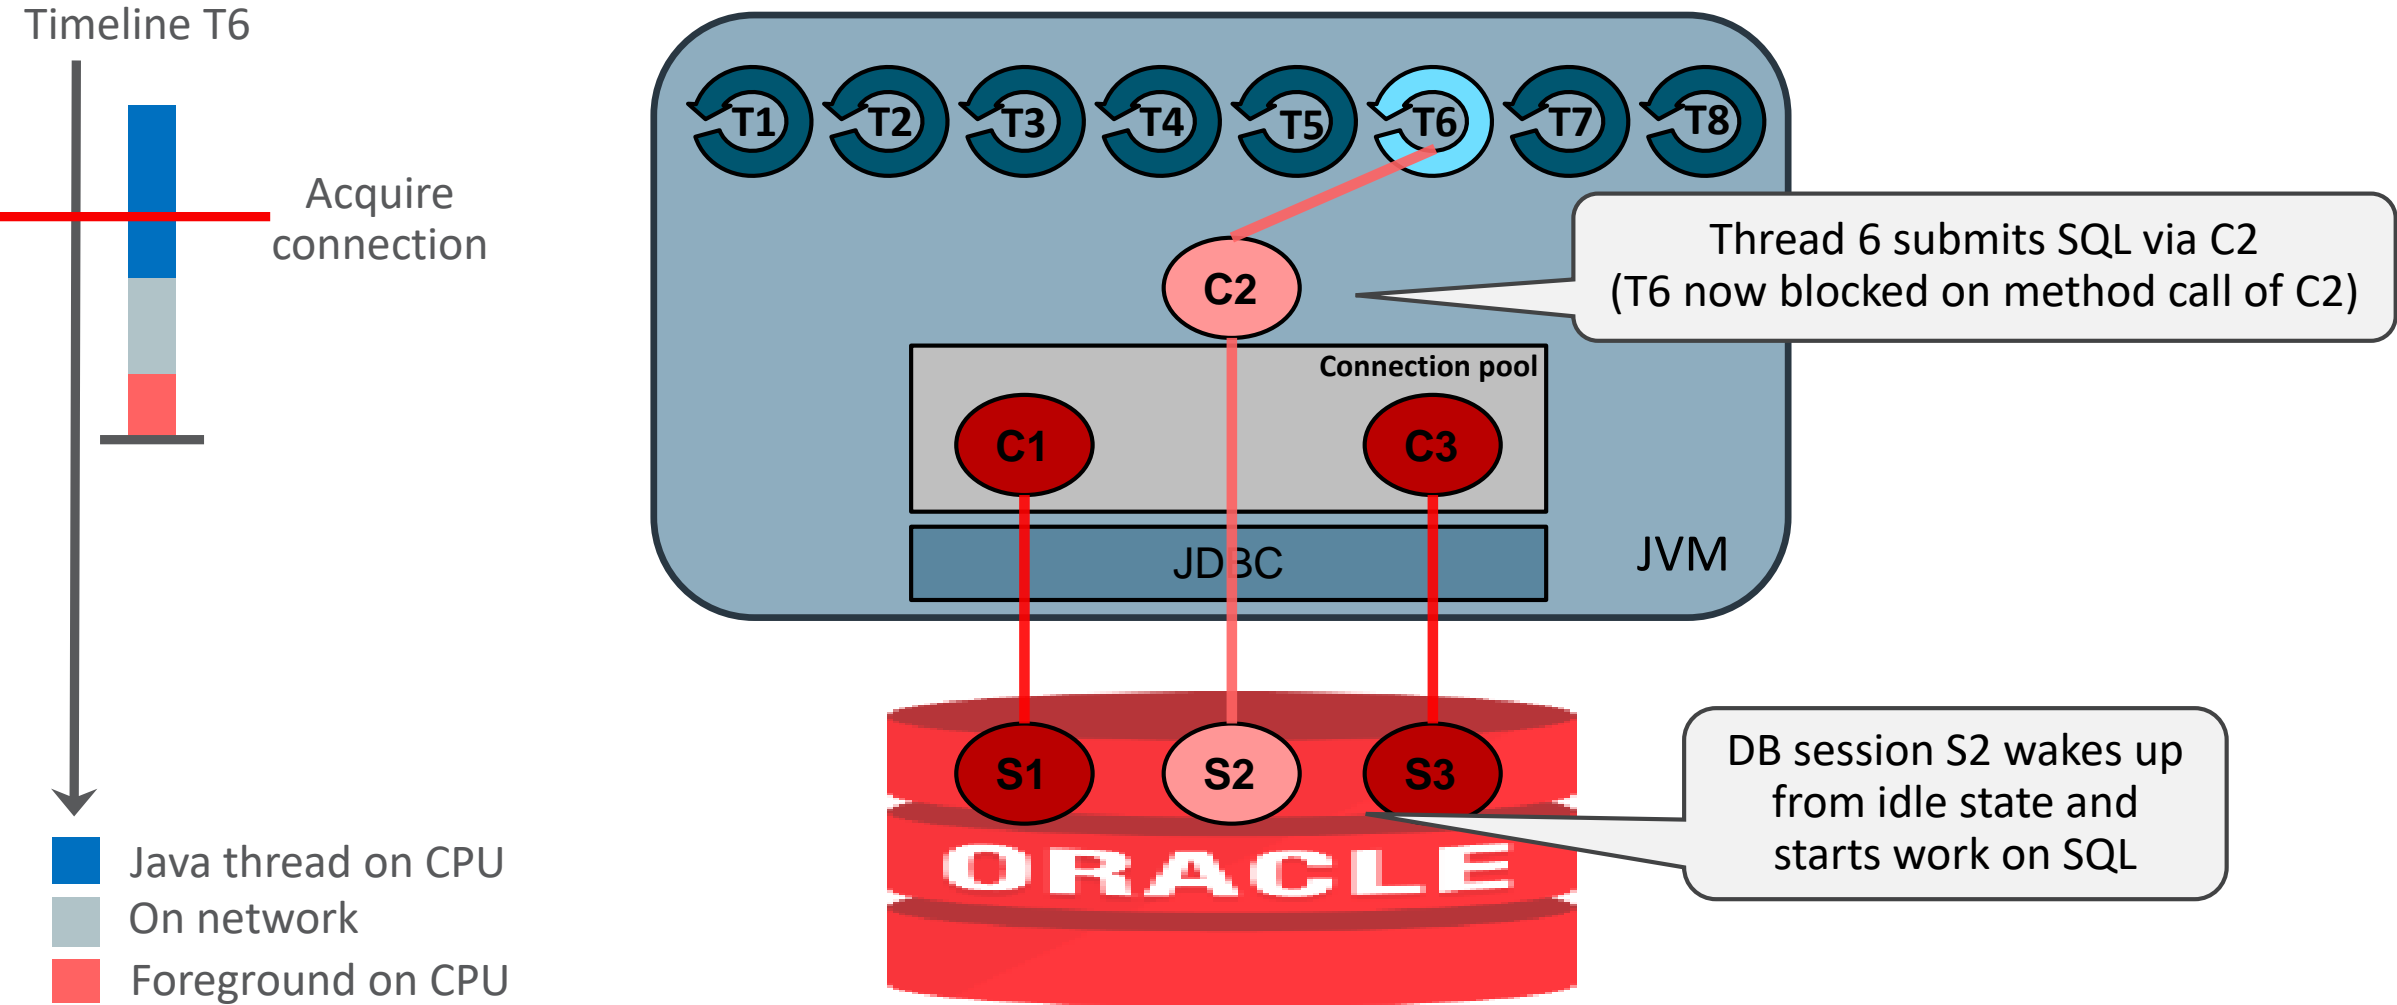 Timeline T6
T1
T2
T3
T4
T5
T6
T7
T8
Acquire
connection
Thread 6 submits SQL via C2
(T6 now blocked on method call of C2)
C2
Connection pool
C1
C3
JDBC
JVM
S1
S2
S3
DB session S2 wakes up
from idle state and
starts work on SQL
ORACLE
Java thread on CPU
On network
Foreground on CPU